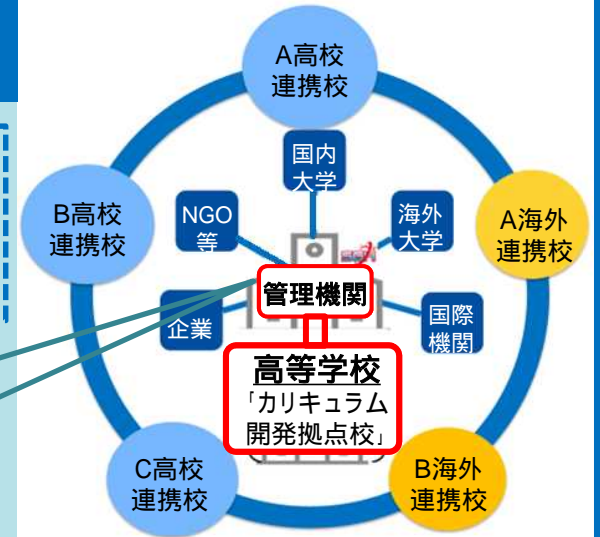 A高校
連携校
国内
大学
NGO
等
海外
大学
B高校
連携校
A海外
連携校
管理機関
企業
国際
機関
高等学校
「カリキュラム
開発拠点校」
C高校
連携校
B海外
連携校